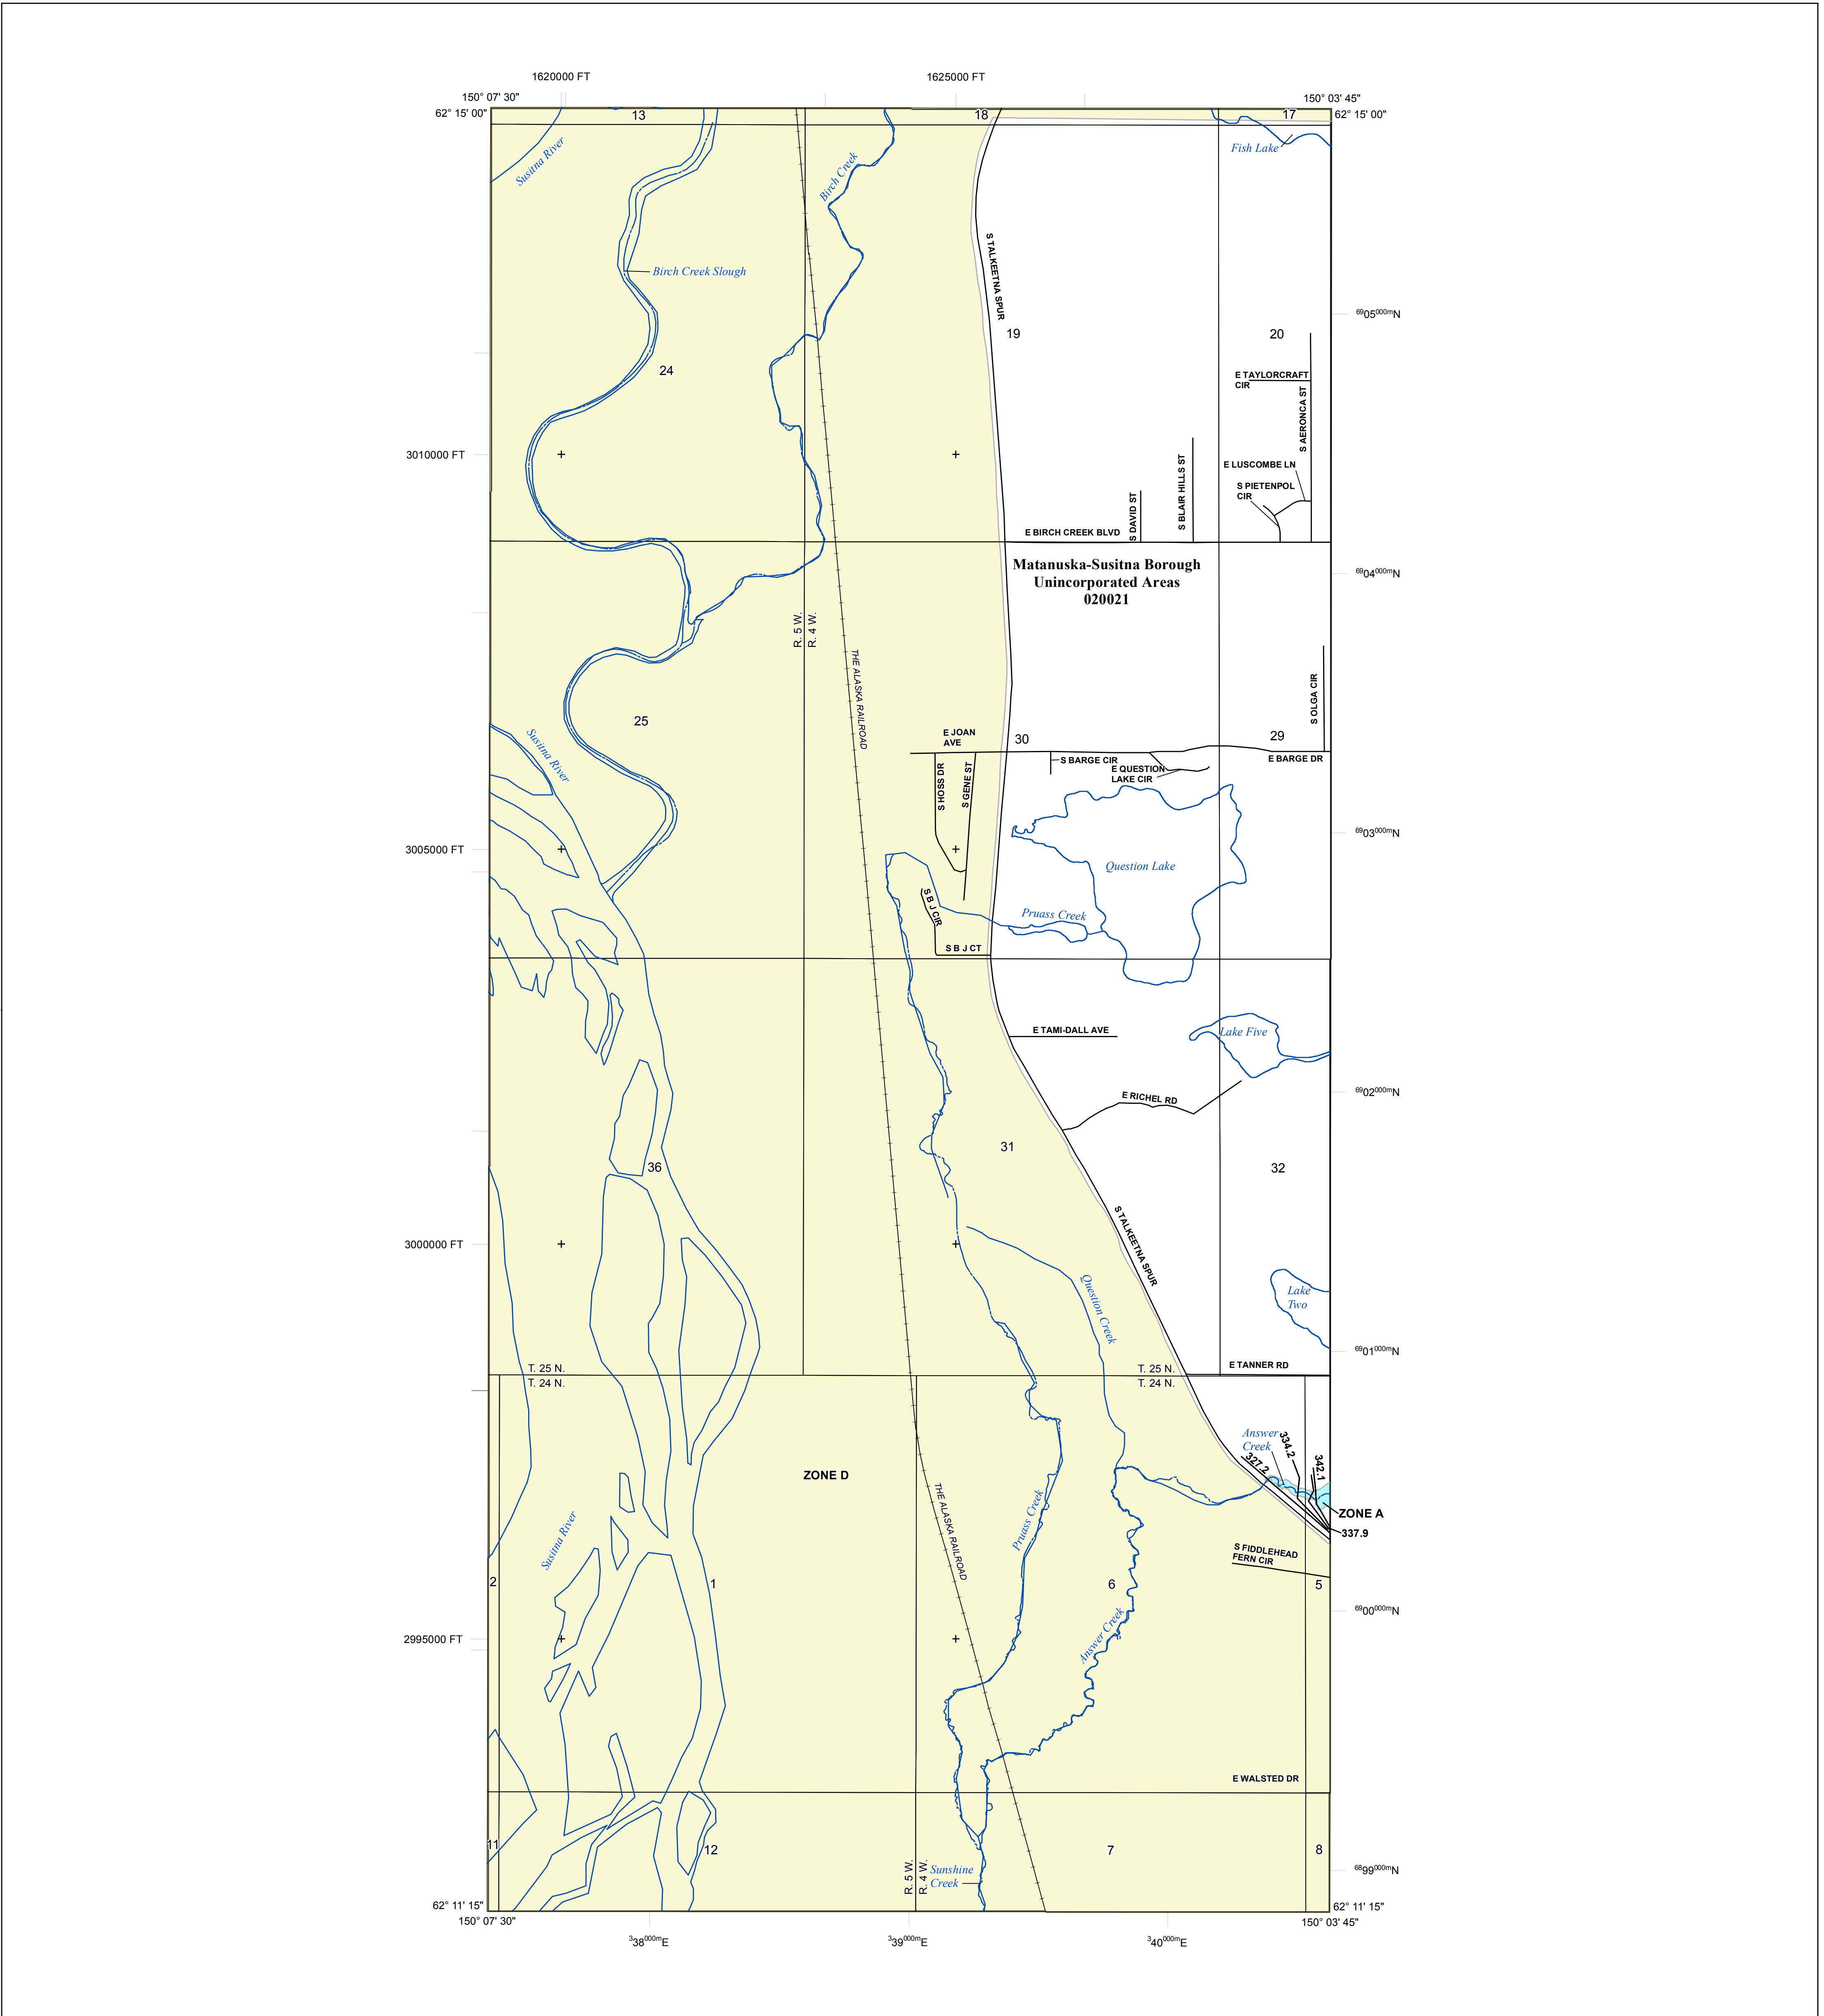 1620000 FT
1625000 FT
150° 07' 30"
150° 03' 45"
62° 15' 00"
62° 15' 00"
13
18
17
Susitna River
Birch Creek
Fish Lake
Birch Creek Slough
S TALKEETNA SPUR
6905000mN
19
20
24
E TAYLORCRAFT
CIR
S AERONCA ST
3010000 FT
E LUSCOMBE LN
S PIETENPOL
CIR
S BLAIR HILLS ST
S DAVID ST
E BIRCH CREEK BLVD
Matanuska-Susitna Borough
Unincorporated Areas
020021
6904000mN
R. 5 W.
R. 4 W.
THE ALASKA RAILROAD
S OLGA CIR
25
Susitna River
E JOAN
AVE
30
29
S BARGE CIR
E BARGE DR
E QUESTION
LAKE CIR
S HOSS DR
S GENE ST
6903000mN
3005000 FT
Question Lake
S B J CIR
Pruass Creek
S B J CT
E TAMI-DALL AVE
Lake Five
6902000mN
E RICHEL RD
31
36
32
S TALKEETNA SPUR
3000000 FT
Question Creek
Lake
Two
6901000mN
T. 25 N.
T. 24 N.
T. 25 N.
T. 24 N.
E TANNER RD
Answer
Creek
327.2
334.2
342.1
ZONE D
ZONE A
337.9
THE ALASKA RAILROAD
Pruass Creek
Susitna River
S FIDDLEHEAD
FERN CIR
2
1
6
5
6900000mN
Answer Creek
2995000 FT
E WALSTED DR
11
12
7
8
R. 5 W.
R. 4 W.
Sunshine
Creek
6899000mN
62° 11' 15"
62° 11' 15"
150° 07' 30"
150° 03' 45"
338000mE
339000mE
340000mE